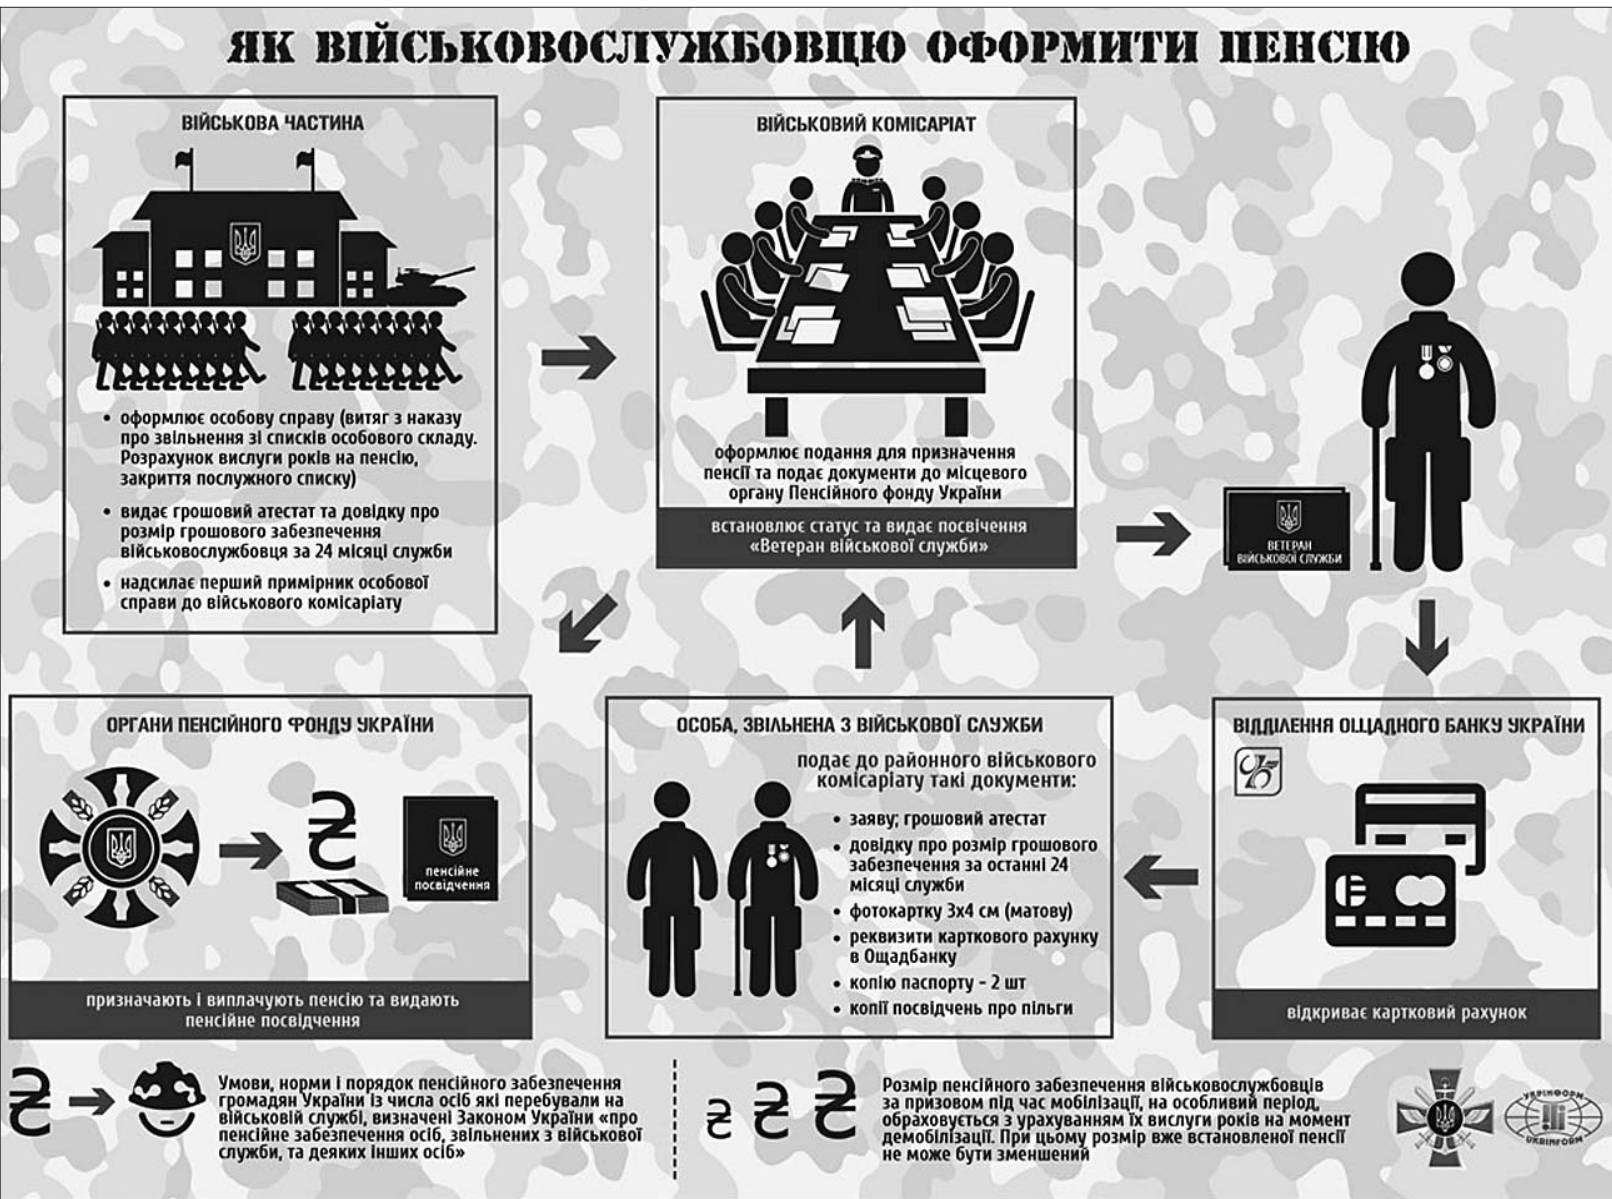 ЯК ВІЙСЬКОВОСЛУЖБОВЦЮ ОФОРМИТИ ПЕНСІЮ
ВІЙСЬКОВА ЧАСТИНА
• оформлює особову справу (витяг з наказу
про звільнення зі списків особового складу.
Розрахунок вислуги років на пенсію,
закриття послужного списку)
• видає грошовий атестат та довідку про
розмір грошового забезпечення
військовослужбовця за 24 місяці служби
• надсилає перший примірник особової
справи до військового комісаріату
ВІЙСЬКОВИЙ КОМІСАРІАТ
оформлює подання для призначення
пенсії та подає документи до місцевого
органу Пенсійного фонду України
встановлює статус та видає посвічення
«Ветеран військової служби»
ВЕТЕРАН
ВІЙСЬКОВОЇ СЛУЖБИ
ОРГАНИ ПЕНСІЙНОГО ФОНДУ УКРАЇНИ
пенсійне
посвідчення
призначають і виплачують пенсію та видають
пенсійне посвідчення
ОСОБА, ЗВІЛЬНЕНА З ВІЙСЬКОВОЇ СЛУЖБИ
подає до районного військового
комісаріату такі документи:
• заяву; грошовий атестат
• довідку про розмір грошового
забезпечення за останні 24
місяці служби
• фотокартку 3х4 см (матову)
• реквизити карткового рахунку
в Ощадбанку
• копію паспорту - 2 шт
• копії посвідчень про пільги
ВІДДІЛЕННЯ ОЩАДНОГО БАНКУ УКРАЇНИ
відкриває картковий рахунок
₴
Умови, норми і порядок пенсійного забезпечення
громадян України із числа осіб які перебували на
військовій службі, визначені Законом України «про
пенсійне забезпечення осіб, звільнених з військової
служби, та деяких інших осіб»
₴ ₴ ₴
Розмір пенсійного забезпечення військовослужбовців
за призовом під час мобілізації, на особливий період,
обраховується з урахуванням їх вислуги років на момент
демобілізації. При цьому розмір вже встановленої пенсії
не може бути зменшений
УКРІНФОРМ
UKRINFORM